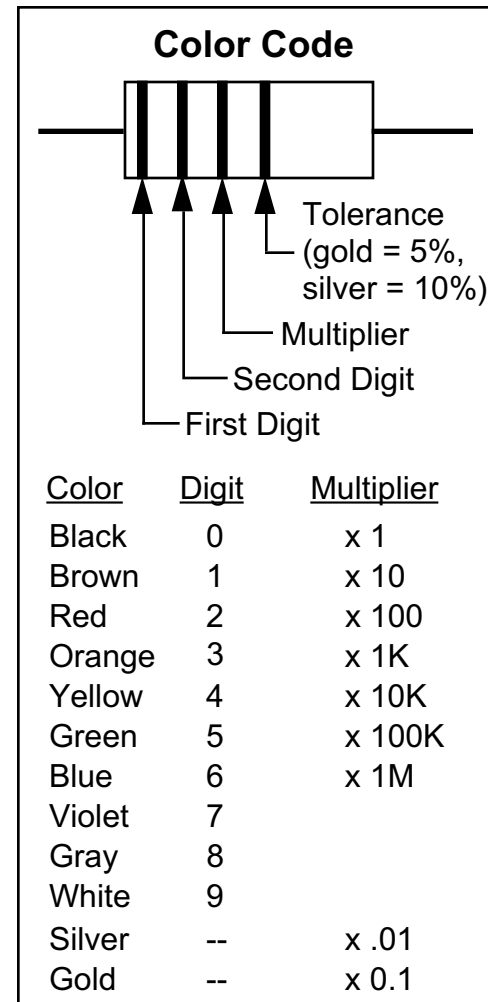 Color Code
Tolerance
(gold = 5%,
silver = 10%)
Multiplier
Second Digit
First Digit
Color Digit Multiplier
Black 0 x 1
Brown 1 x 10
Red 2 x 100
Orange 3 x 1K
Yellow 4 x 10K
Green 5 x 100K
Blue 6 x 1M
Violet 7
Gray 8
White 9
Silver -- x .01
Gold -- x 0.1